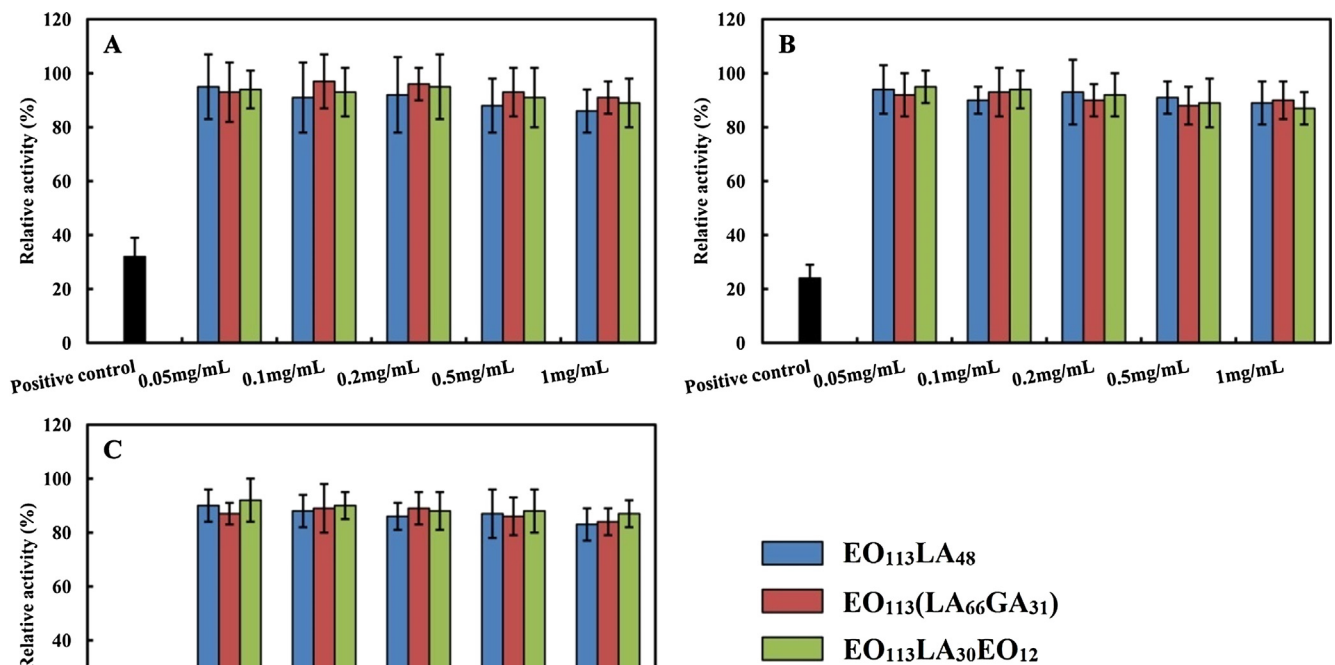 A
Relative activity (%)
120
100
80
60
40
20
0
Positive control 0.05mg/mL 0.1mg/mL 0.2mg/mL 0.5mg/mL 1mg/mL
B
Relative activity (%)
120
100
80
60
40
20
0
Positive control 0.05mg/mL 0.1mg/mL 0.2mg/mL 0.5mg/mL 1mg/mL
C
Relative activity (%)
120
100
80
60
40
EO₁₁₃LA₄₈
EO₁₁₃(LA₆₆GA₃₁)
EO₁₁₃LA₃₀EO₁₂